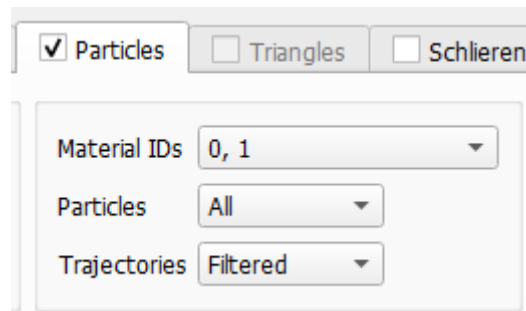 Particles Triangles Schlieren
Material IDs 0, 1
Particles All
Trajectories Filtered